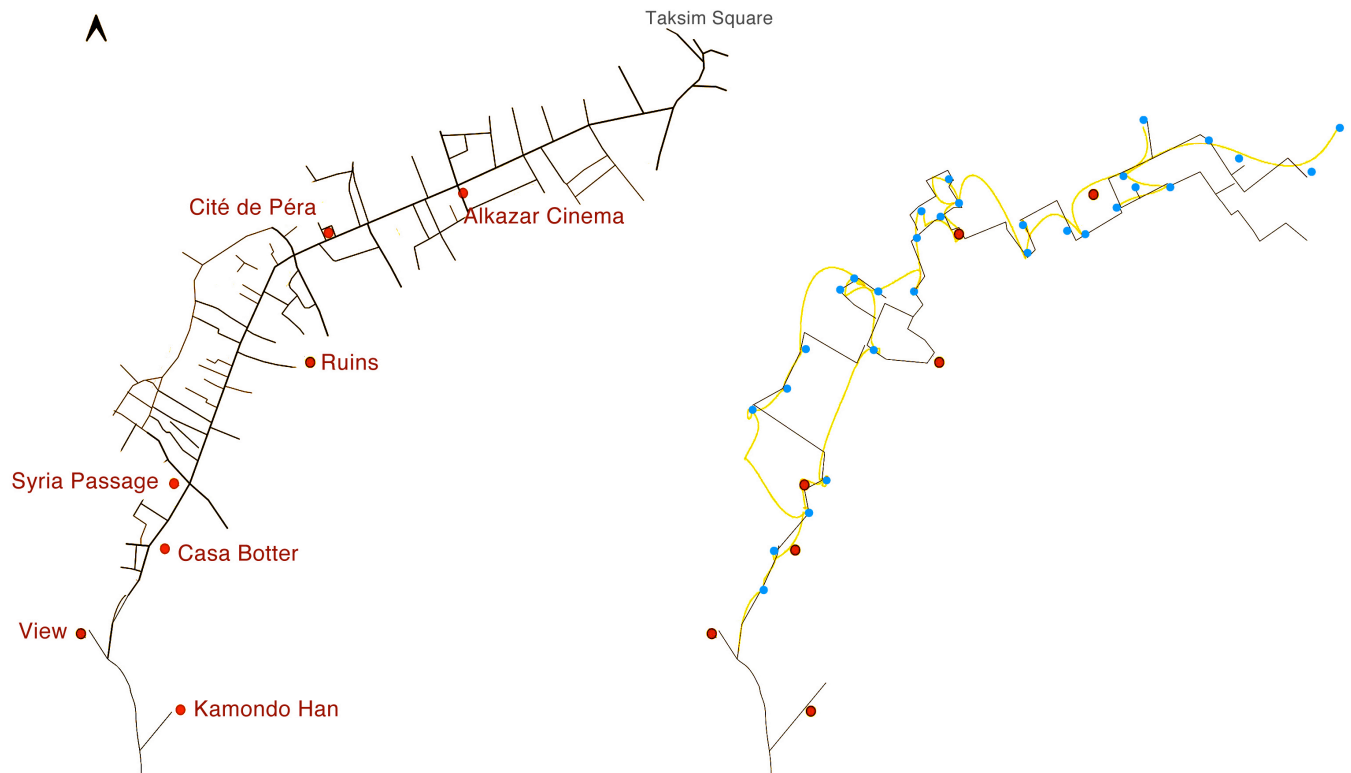 Taksim Square
Cité de Péra
Alkazar Cinema
Ruins
Syria Passage
Casa Botter
View
Kamondo Han